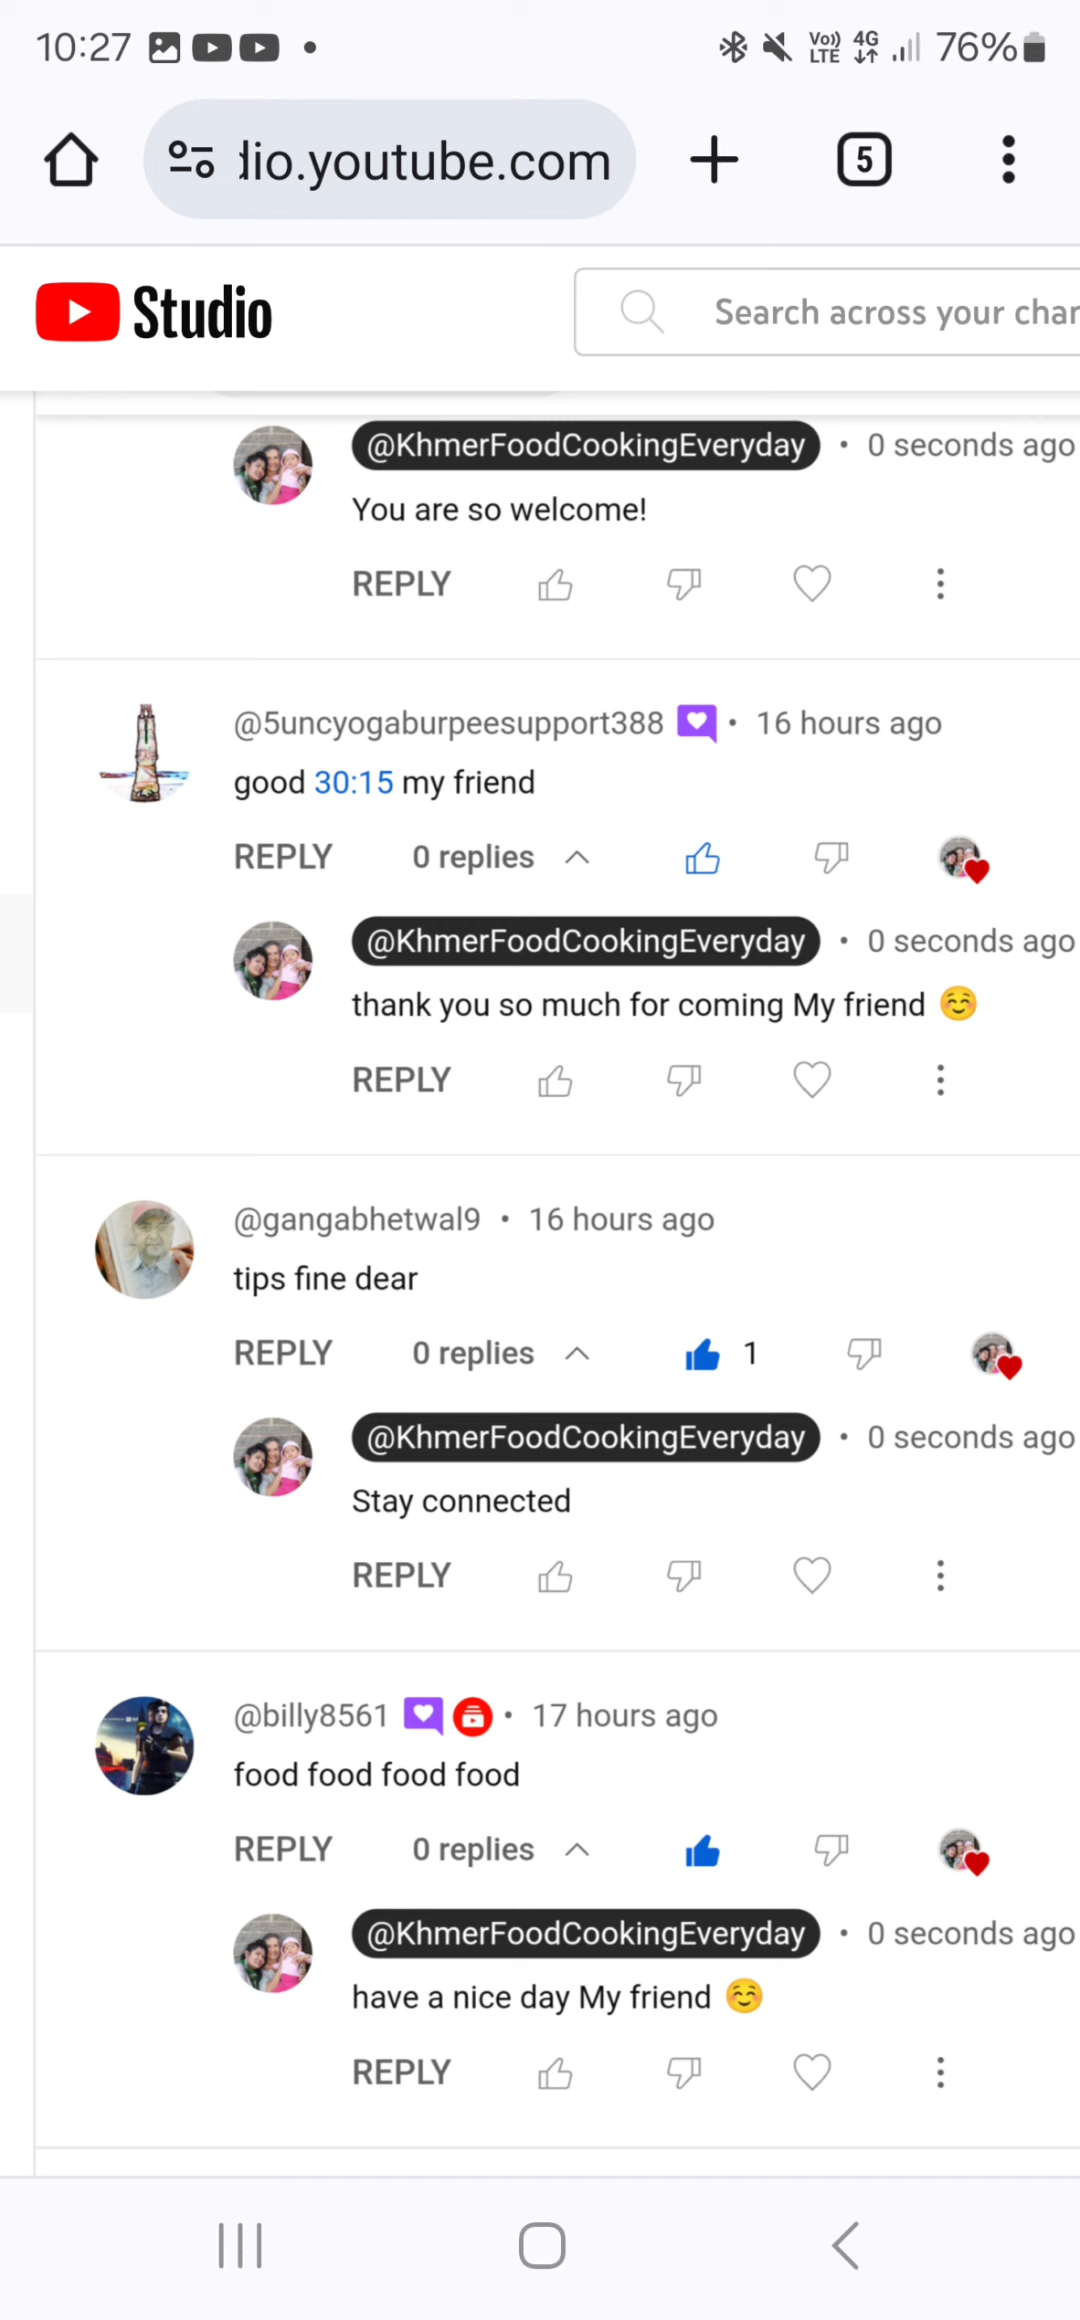 10:27 Vo)) LTE 4G 76%
dio.youtube.com 5
Studio Search across your
@KhmerFoodCookingEveryday • 0 seconds ago
You are so welcome!
REPLY
@5uncyogaburpeesupport388 • 16 hours ago
good 30:15 my friend
REPLY 0 replies
@KhmerFoodCookingEveryday • 0 seconds ago
thank you so much for coming My friend ☺️
REPLY
@gangabhetwal9 • 16 hours ago
tips fine dear
REPLY 0 replies 1
@KhmerFoodCookingEveryday • 0 seconds ago
Stay connected
REPLY
@billy8561 • 17 hours ago
food food food food
REPLY 0 replies
@KhmerFoodCookingEveryday • 0 seconds ago
have a nice day My friend ☺️
REPLY